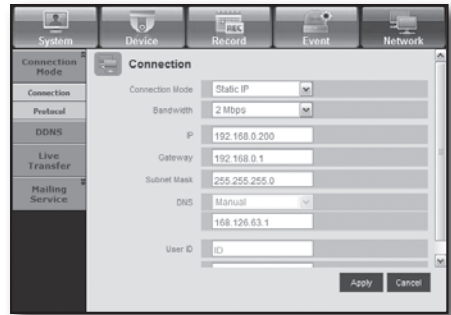 System Device Record Event Network
REC
Connection Mode
Connection
Protocol
DDNS
Live Transfer
Mailing Service
Connection
Connection Mode Static IP
Bandwidth 2 Mbps
IP 192.168.0.200
Gateway 192.168.0.1
Subnet Mask 255.255.255.0
DNS Manual
168.126.63.1
User ID ID
Apply Cancel